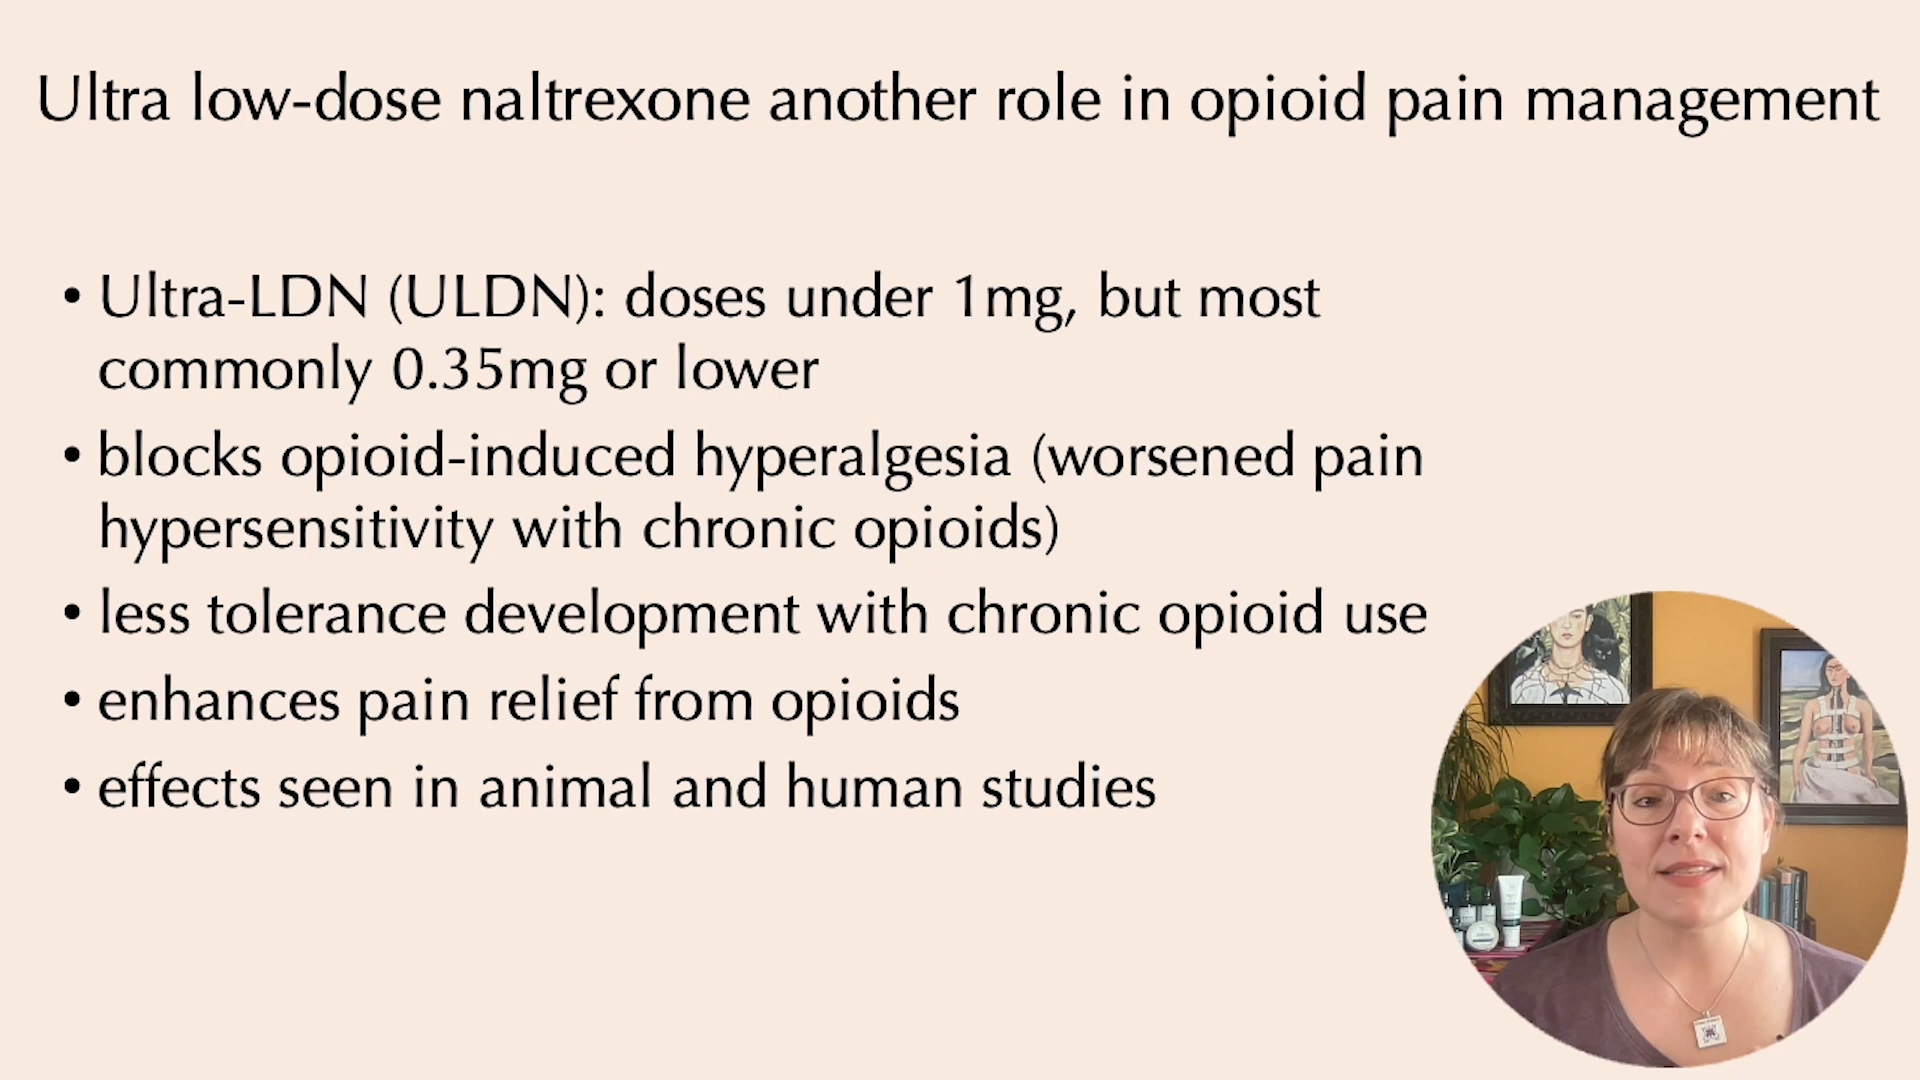 Ultra low-dose naltrexone another role in opioid pain management
• Ultra-LDN (ULDN): doses under 1mg, but most
commonly 0.35mg or lower
• blocks opioid-induced hyperalgesia (worsened pain
hypersensitivity with chronic opioids)
• less tolerance development with chronic opioid use
• enhances pain relief from opioids
• effects seen in animal and human studies